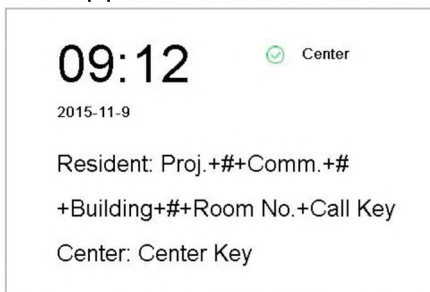 09:12
Center
2015-11-9
Resident: Proj.+#+Comm.+#
+Building+#+Room No.+Call Key
Center: Center Key